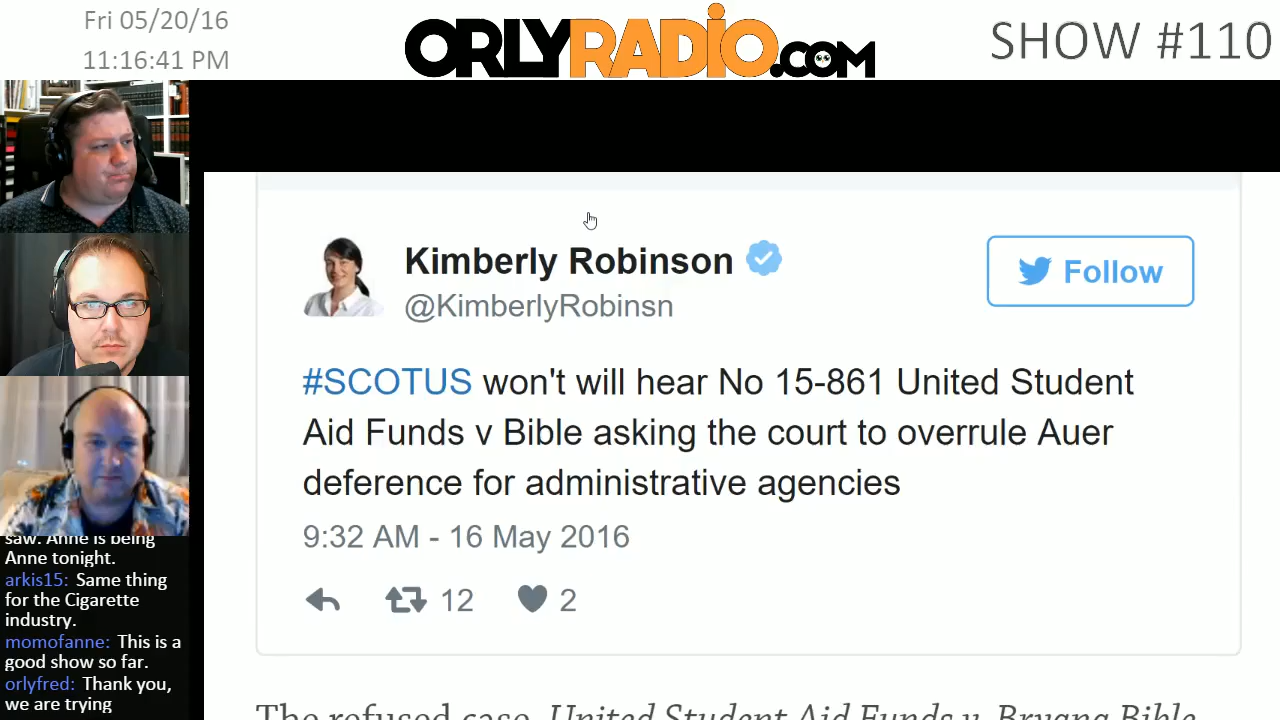 Fri 05/20/16
11:16:41 PM
ORLYRADIO.COM
SHOW #110
Kimberly Robinson
@KimberlyRobinsn
Follow
#SCOTUS won't will hear No 15-861 United Student
Aid Funds v Bible asking the court to overrule Auer
deference for administrative agencies
9:32 AM - 16 May 2016
12
2
The refused case, United Student Aid Funds v. Bryana Bible
saw. Anne is being
Anne tonight.
arkis15: Same thing
for the Cigarette
industry.
momofanne: This is a
good show so far.
orlyfred: Thank you,
we are trying